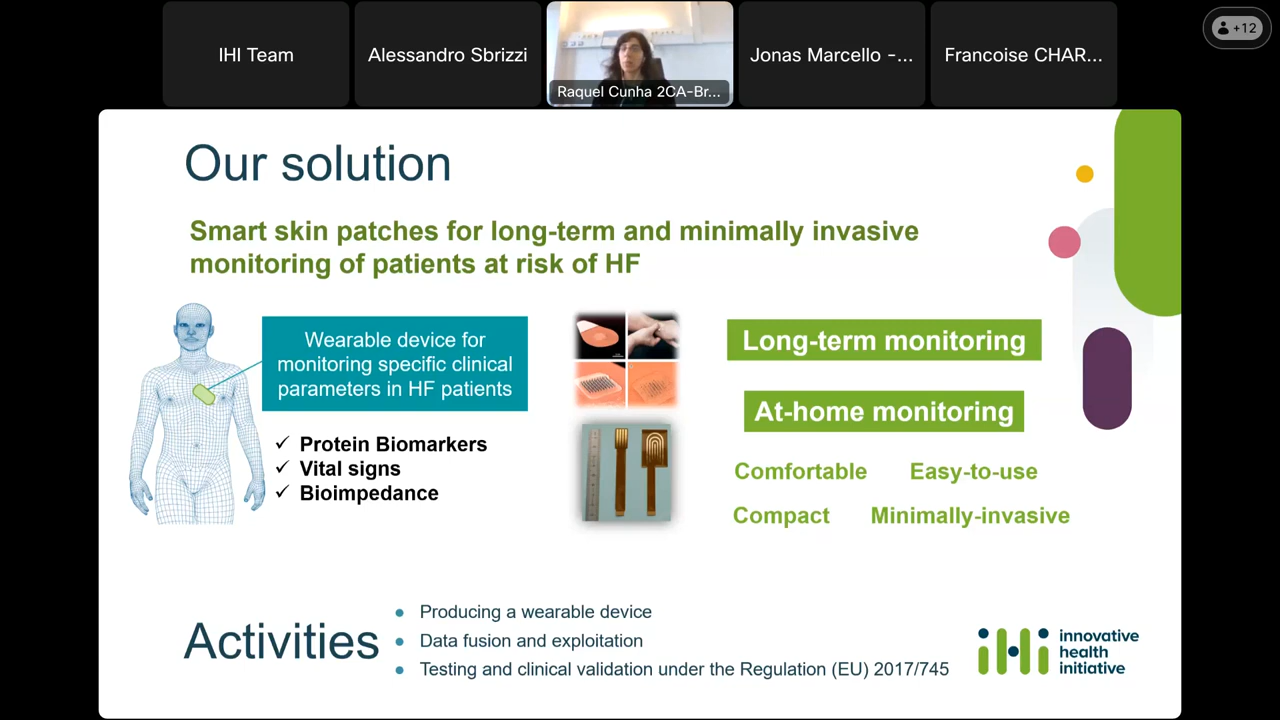 IHI Team
Alessandro Sbrizzi
Raquel Cunha 2CA-Br...
Jonas Marcello -...
Francoise CHAR...
+12
Our solution
Smart skin patches for long-term and minimally invasive
monitoring of patients at risk of HF
Wearable device for
monitoring specific clinical
parameters in HF patients
✓ Protein Biomarkers
✓ Vital signs
✓ Bioimpedance
Long-term monitoring
At-home monitoring
Comfortable Easy-to-use
Compact Minimally-invasive
Activities
• Producing a wearable device
• Data fusion and exploitation
• Testing and clinical validation under the Regulation (EU) 2017/745
iHi
innovative
health
initiative